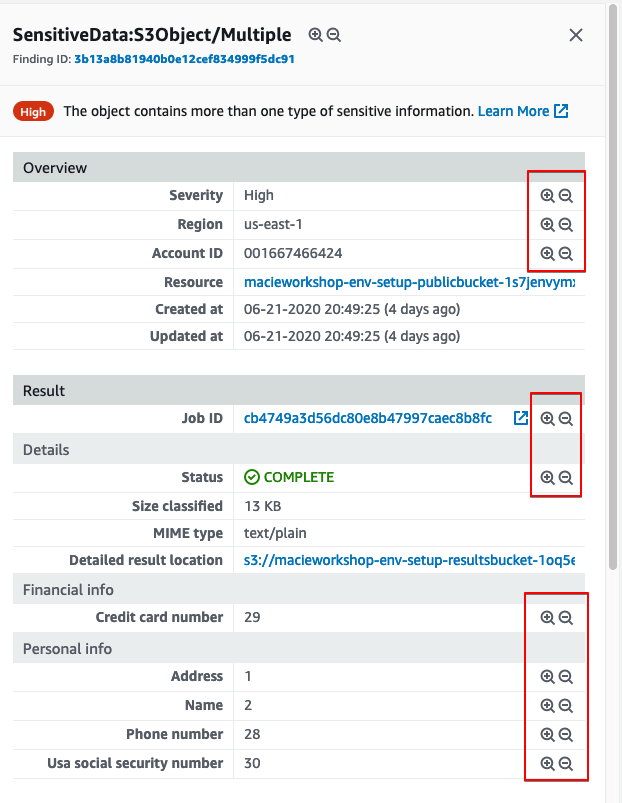 SensitiveData:S3Object/Multiple
Finding ID: 3b13a8b81940b0e12cef834999f5dc91
High The object contains more than one type of sensitive information. Learn More
Overview
Severity High
Region us-east-1
Account ID 001667466424
Resource macieworkshop-env-setup-publicbucket-1s7jenvym
Created at 06-21-2020 20:49:25 (4 days ago)
Updated at 06-21-2020 20:49:25 (4 days ago)
Result
Job ID cb4749a3d56dc80e8b47997caec8b8fc
Details
Status COMPLETE
Size classified 13 KB
MIME type text/plain
Detailed result location s3://macieworkshop-env-setup-resultsbucket-1oq5e
Financial info
Credit card number 29
Personal info
Address 1
Name 2
Phone number 28
Usa social security number 30